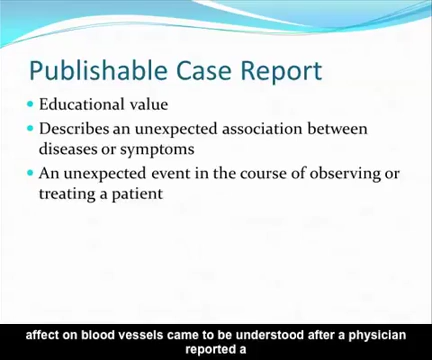 Publishable Case Report
Educational value
Describes an unexpected association between
diseases or symptoms
An unexpected event in the course of observing or
treating a patient
affect on blood vessels came to be understood after a physician
reported a